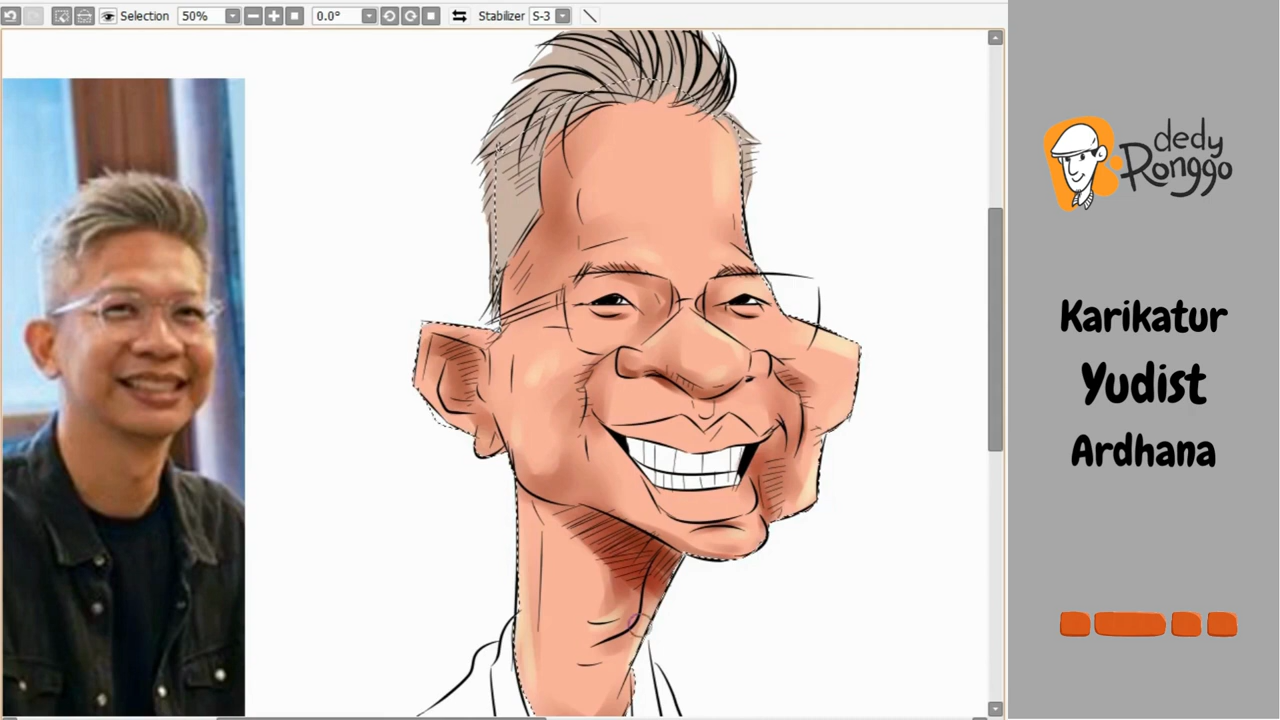 Selection 50% 0.0° Stabilizer S-3
dedy
Ronggo
Karikatur
Yudist
Ardhana